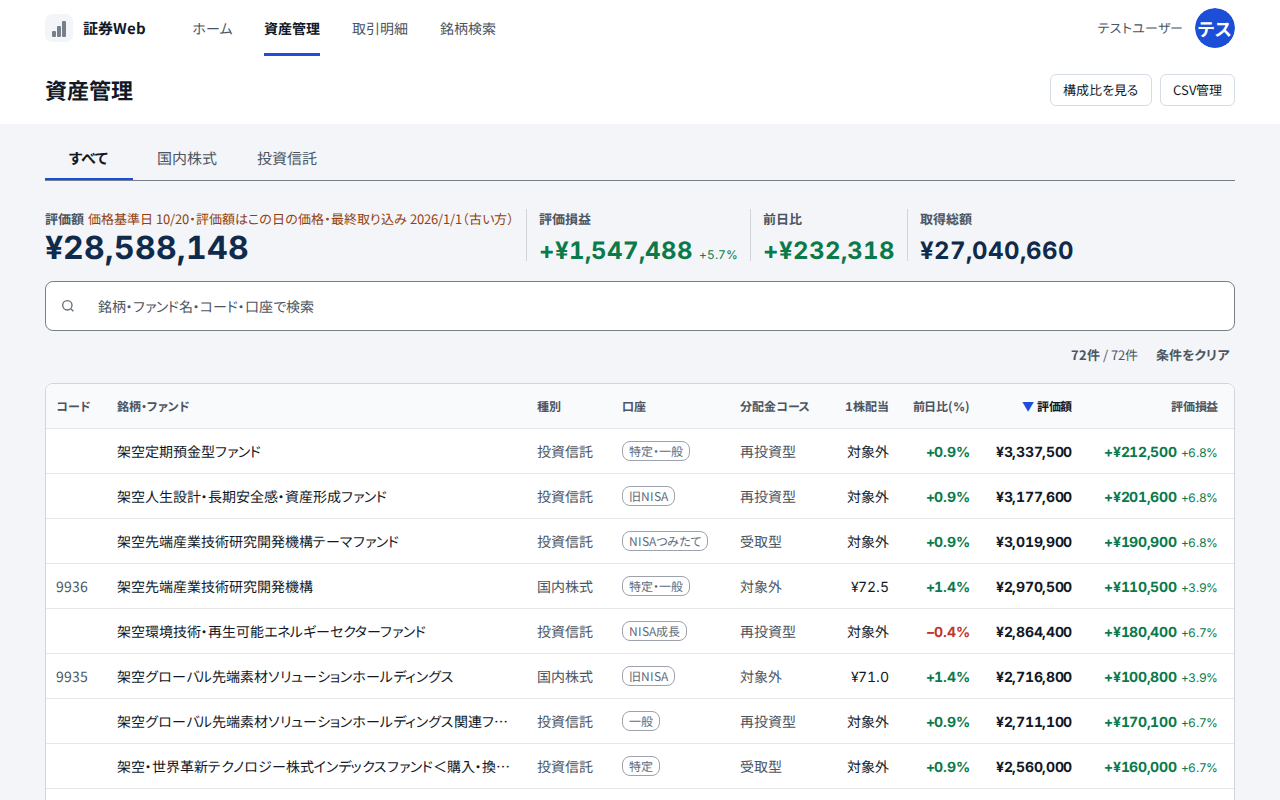 証券Web ホーム 資産管理 取引明細 銘柄検索 テストユーザー テス
資産管理 構成比を見る CSV管理
すべて 国内株式 投資信託
評価額 価格基準日 10/20・評価額はこの日の価格・最終取り込み 2026/1/1（古い方） 評価損益 前日比 取得総額
¥28,588,148 +¥1,547,488 +5.7% +¥232,318 ¥27,040,660
銘柄・ファンド名・コード・口座で検索
72件 / 72件 条件をクリア
コード 銘柄・ファンド 種別 口座 分配金コース 1株配当 前日比(%) ▼評価額 評価損益
架空定期預金型ファンド 投資信託 特定・一般 再投資型 対象外 +0.9% ¥3,337,500 +¥212,500 +6.8%
架空人生設計・長期安全感・資産形成ファンド 投資信託 旧NISA 再投資型 対象外 +0.9% ¥3,177,600 +¥201,600 +6.8%
架空先端産業技術研究開発機構テーマファンド 投資信託 NISAつみたて 受取型 対象外 +0.9% ¥3,019,900 +¥190,900 +6.8%
9936 架空先端産業技術研究開発機構 国内株式 特定・一般 対象外 ¥72.5 +1.4% ¥2,970,500 +¥110,500 +3.9%
架空環境技術・再生可能エネルギーセクターファンド 投資信託 NISA成長 再投資型 対象外 −0.4% ¥2,864,400 +¥180,400 +6.7%
9935 架空グローバル先端素材ソリューションホールディングス 国内株式 旧NISA 対象外 ¥71.0 +1.4% ¥2,716,800 +¥100,800 +3.9%
架空グローバル先端素材ソリューションホールディングス関連フ… 投資信託 一般 再投資型 対象外 +0.9% ¥2,711,100 +¥170,100 +6.7%
架空・世界革新テクノロジー株式インデックスファンド＜購入・換… 投資信託 特定 受取型 対象外 +0.9% ¥2,560,000 +¥160,000 +6.7%